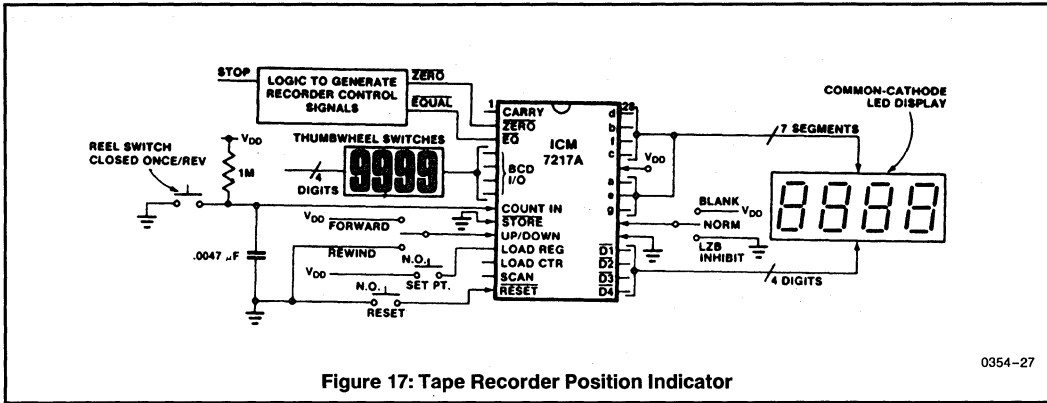 STOP
LOGIC TO GENERATE
RECORDER CONTROL
SIGNALS
ZERO
EQUAL
REEL SWITCH
CLOSED ONCE/REV
VDD
1M
.0047 µF
THUMBWHEEL SWITCHES
4
DIGITS
9999
VDD
FORWARD
REWIND
VDD
N.O.
SET PT.
N.O.
RESET
1
28
CARRY
ZERO
EQ
BCD
I/O
COUNT IN
STORE
UP/DOWN
LOAD REG
LOAD CTR
SCAN
RESET
ICM
7217A
d
b
f
c
a
e
g
D1
D2
D3
D4
VDD
7 SEGMENTS
BLANK
VDD
NORM
LZB
INHIBIT
4 DIGITS
COMMON-CATHODE
LED DISPLAY
8888
0354–27
Figure 17: Tape Recorder Position Indicator